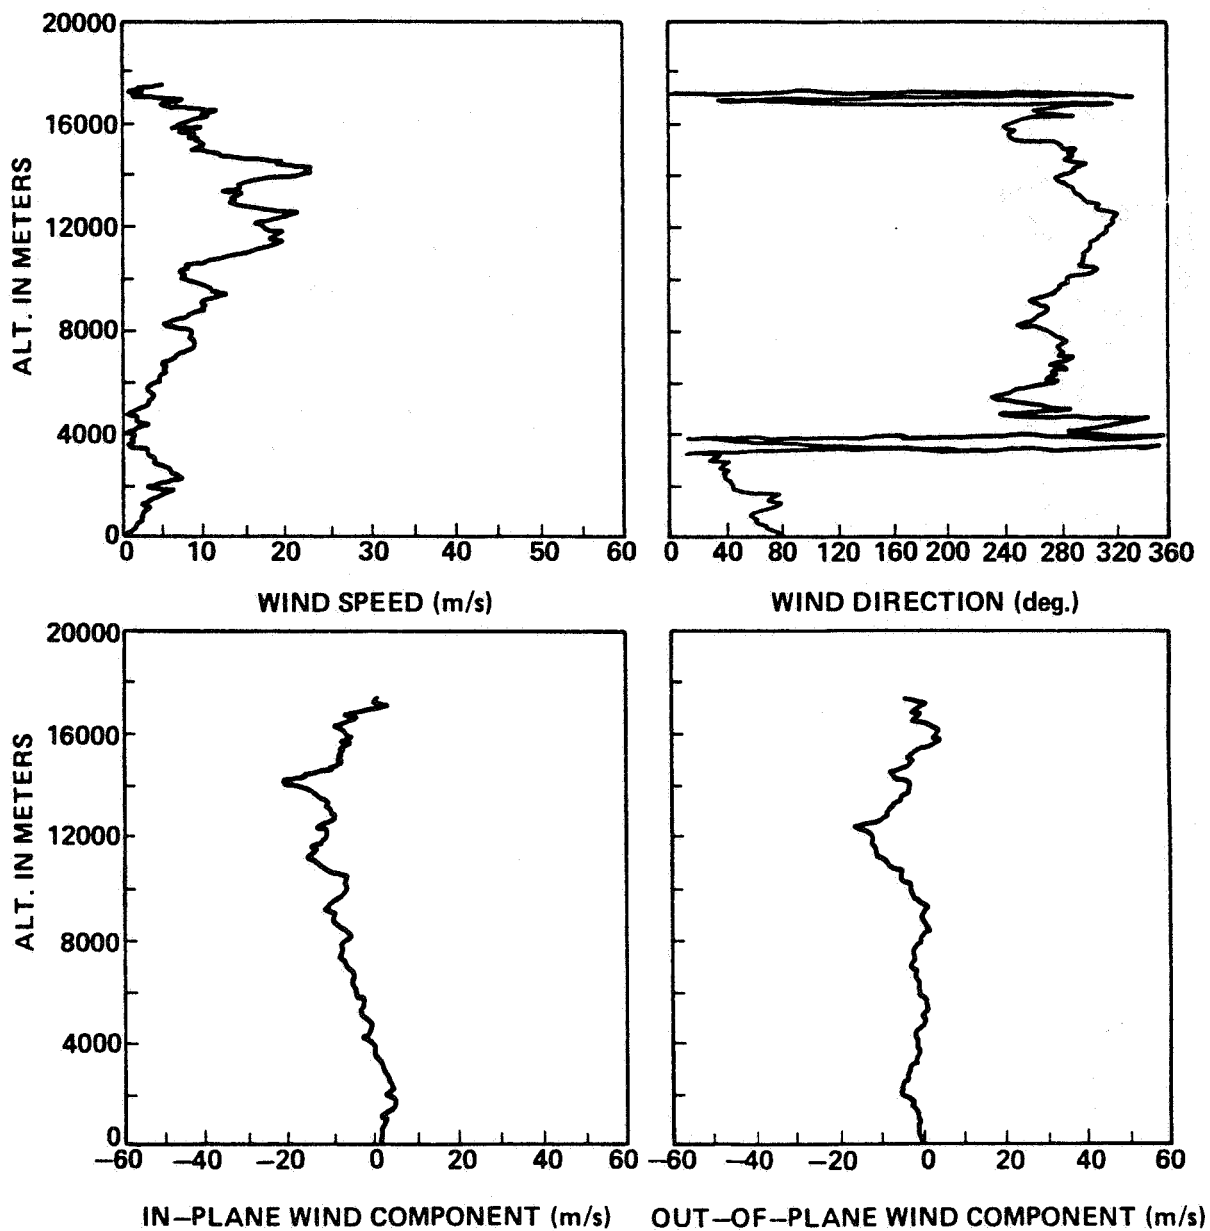 20000
16000
12000
8000
4000
0
ALT. IN METERS
0 10 20 30 40 50 60
WIND SPEED (m/s)
0 40 80 120 160 200 240 280 320 360
WIND DIRECTION (deg.)
20000
16000
12000
8000
4000
0
ALT. IN METERS
−60 −40 −20 0 20 40 60
IN−PLANE WIND COMPONENT (m/s)
−60 −40 −20 0 20 40 60
OUT−OF−PLANE WIND COMPONENT (m/s)